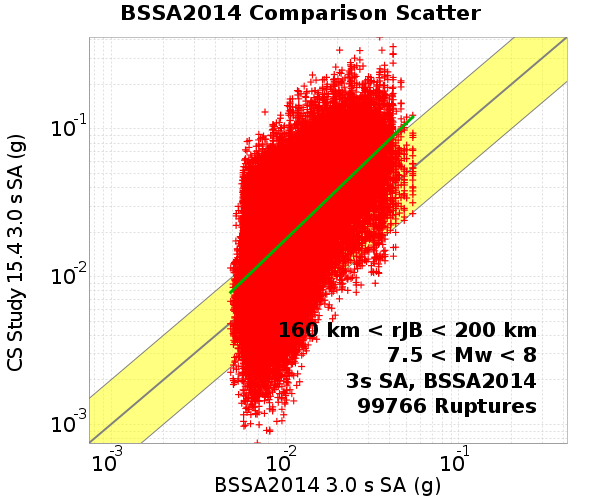 BSSA2014 Comparison Scatter
CS Study 15.4 3.0 s SA (g)
10-1
10-2
10-3
160 km < rJB < 200 km
7.5 < Mw < 8
3s SA, BSSA2014
99766 Ruptures
10-3 10-2 10-1
BSSA2014 3.0 s SA (g)